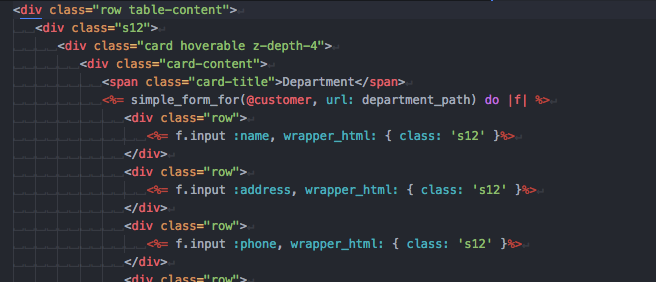 <div class="row table-content">
<div class="s12">
<div class="card hoverable z-depth-4">
<div class="card-content">
<span class="card-title">Department</span>
<%= simple_form_for(@customer, url: department_path) do |f| %>
<div class="row">
<%= f.input :name, wrapper_html: { class: 's12' }%>
</div>
<div class="row">
<%= f.input :address, wrapper_html: { class: 's12' }%>
</div>
<div class="row">
<%= f.input :phone, wrapper_html: { class: 's12' }%>
</div>
<div class="row">